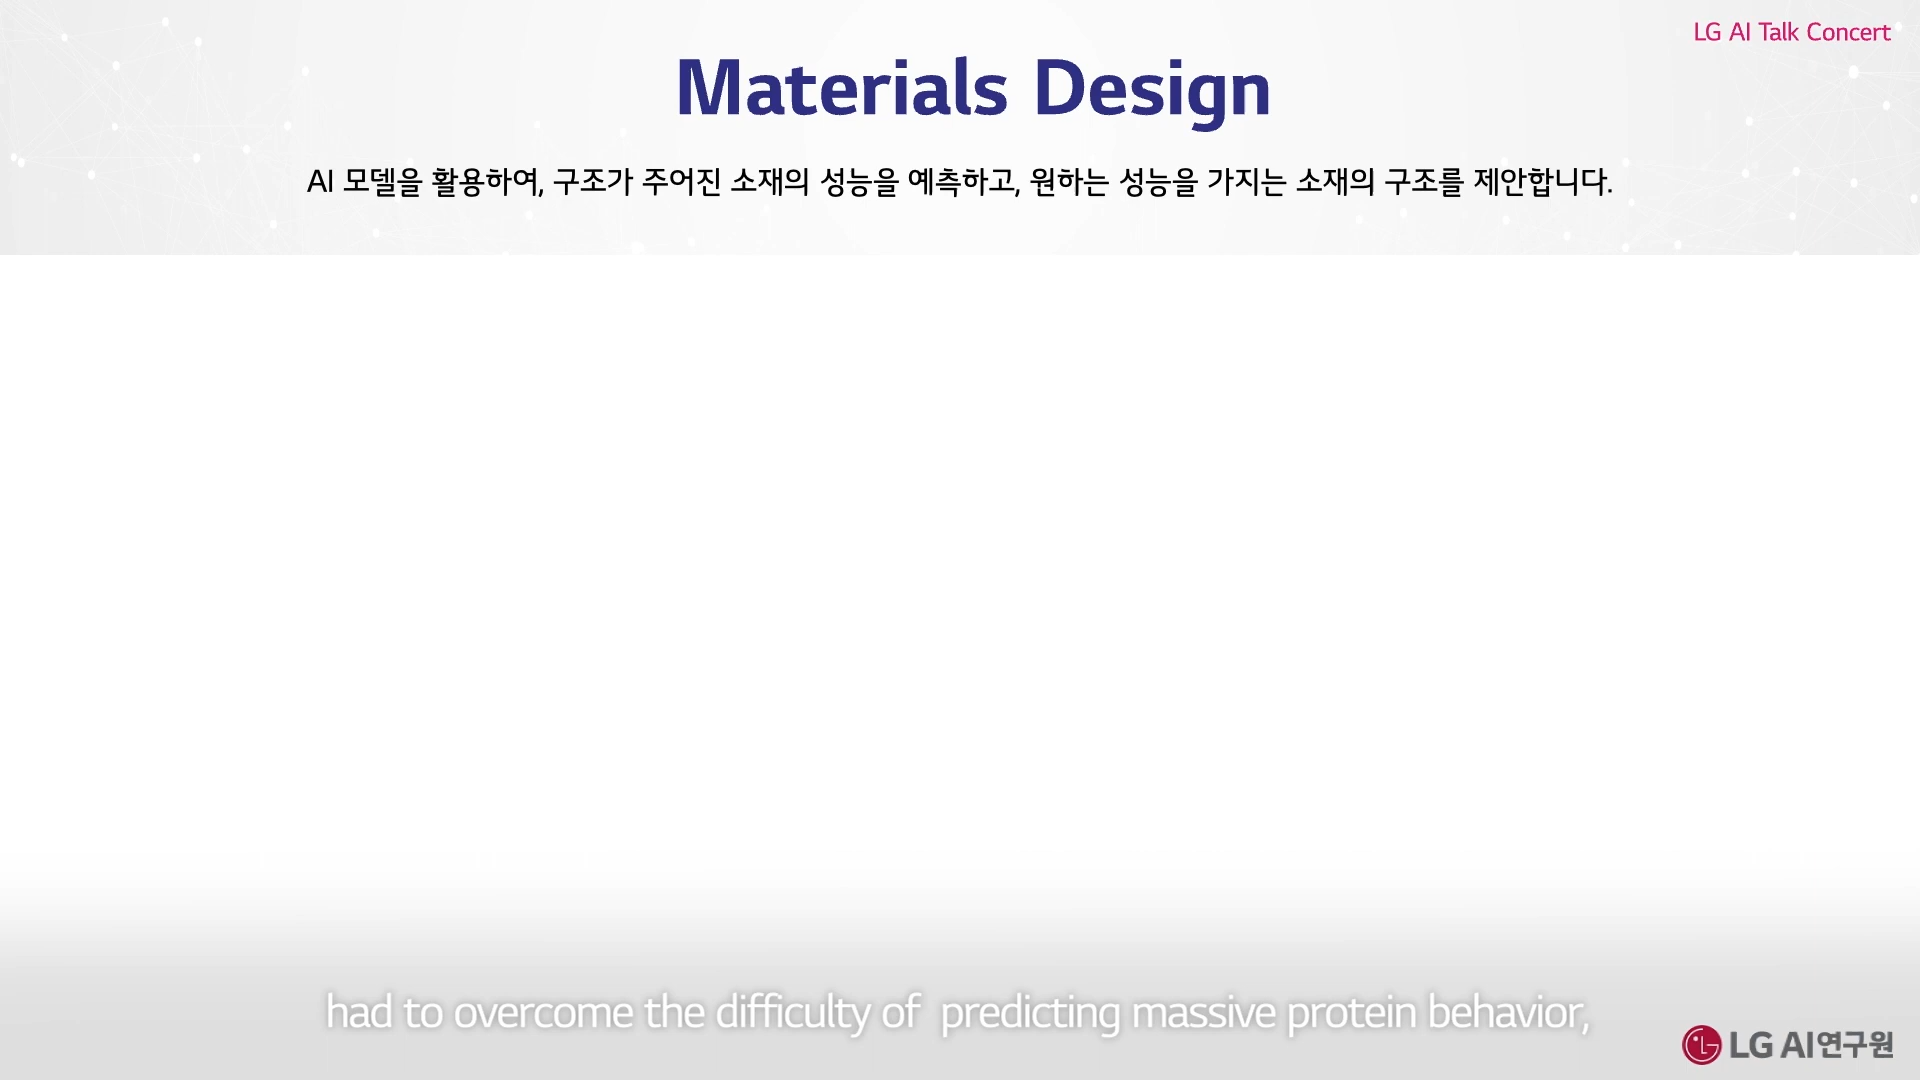 LG AI Talk Concert
Materials Design
AI 모델을 활용하여, 구조가 주어진 소재의 성능을 예측하고, 원하는 성능을 가지는 소재의 구조를 제안합니다.
had to overcome the difficulty of predicting massive protein behavior,
LG AI연구원